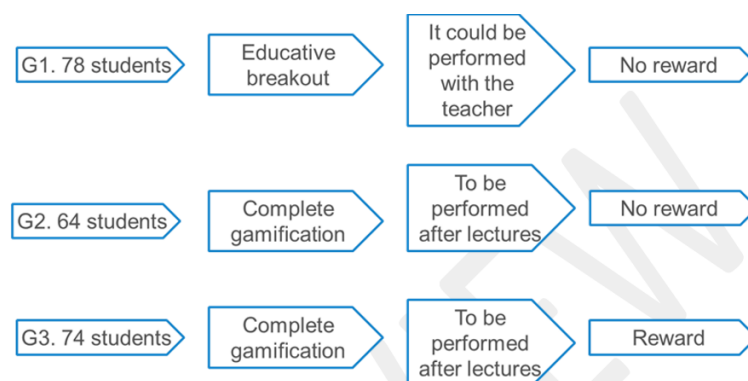 G1. 78 students
Educative
breakout
It could be
performed
with the
teacher
No reward
G2. 64 students
Complete
gamification
To be
performed
after lectures
No reward
G3. 74 students
Complete
gamification
To be
performed
after lectures
Reward